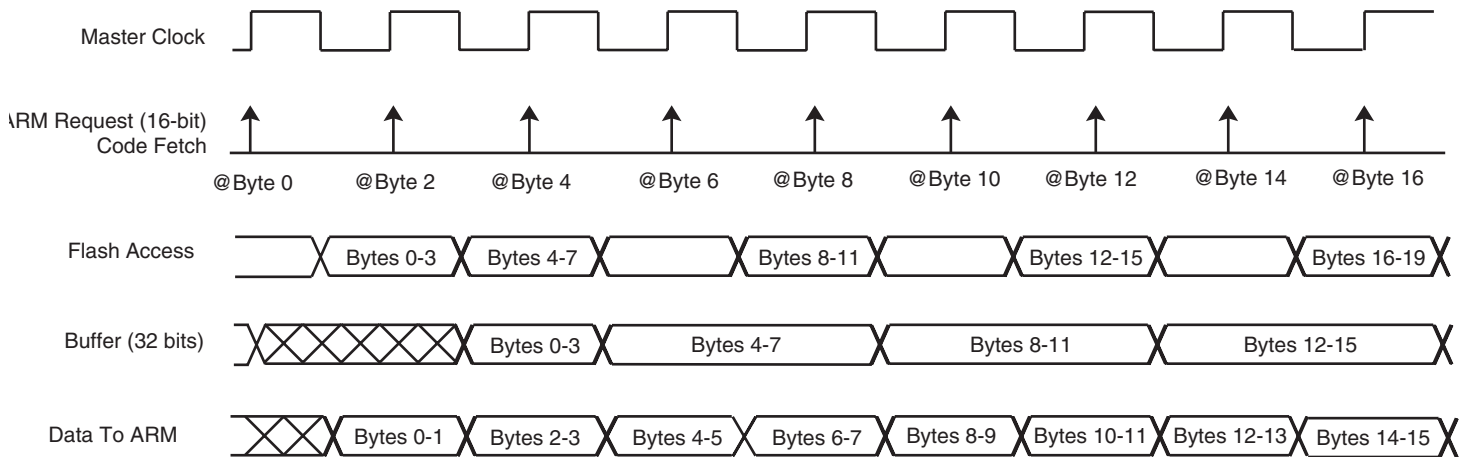 Master Clock
ARM Request (16-bit)
Code Fetch
@Byte 0 @Byte 2 @Byte 4 @Byte 6 @Byte 8 @Byte 10 @Byte 12 @Byte 14 @Byte 16
Flash Access Bytes 0-3 Bytes 4-7 Bytes 8-11 Bytes 12-15 Bytes 16-19
Buffer (32 bits) Bytes 0-3 Bytes 4-7 Bytes 8-11 Bytes 12-15
Data To ARM Bytes 0-1 Bytes 2-3 Bytes 4-5 Bytes 6-7 Bytes 8-9 Bytes 10-11 Bytes 12-13 Bytes 14-15